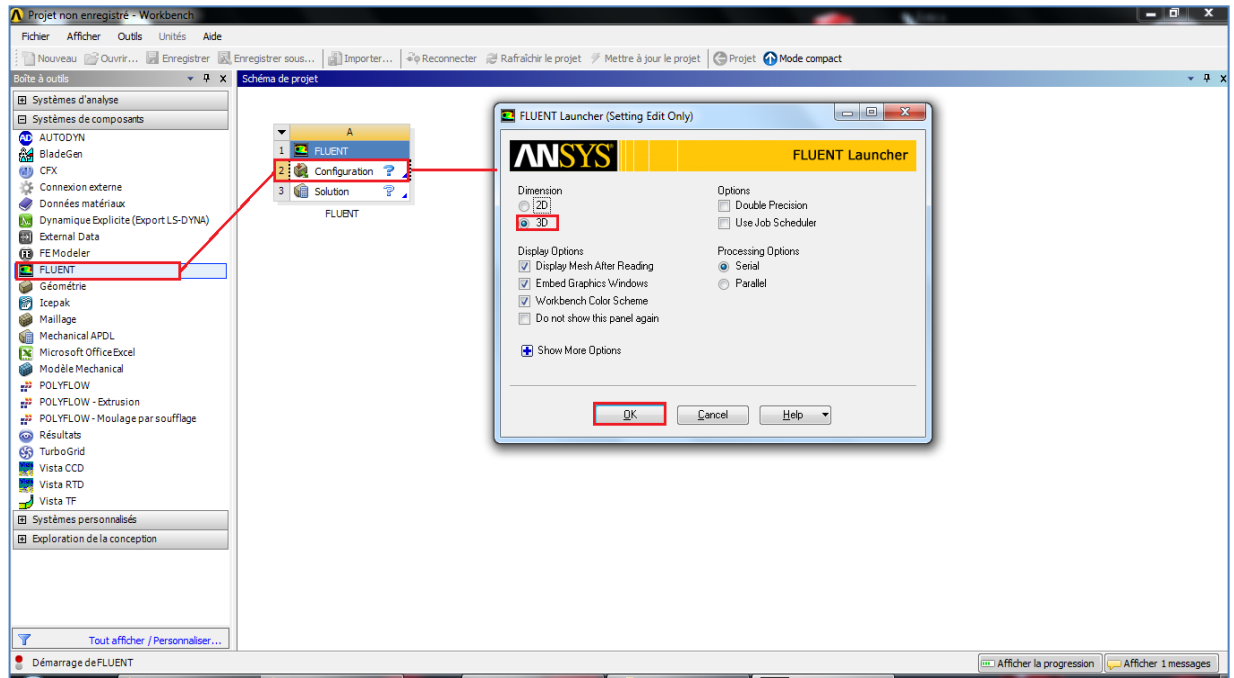 Projet non enregistré - Workbench
Fichier Afficher Outils Unités Aide
Nouveau Ouvrir... Enregistrer Enregistrer sous... Importer... Reconnecter Rafraîchir le projet Mettre à jour le projet Projet Mode compact
Boîte à outils
Systèmes d'analyse
Systèmes de composants
AUTODYN
BladeGen
CFX
Connexion externe
Données matériaux
Dynamique Explicite (Export LS-DYNA)
External Data
FE Modeler
FLUENT
Géométrie
Icepak
Maillage
Mechanical APDL
Microsoft Office Excel
Modèle Mechanical
POLYFLOW
POLYFLOW - Extrusion
POLYFLOW - Moulage par soufflage
Résultats
TurboGrid
Vista CCD
Vista RTD
Vista TF
Systèmes personnalisés
Exploration de la conception
Tout afficher / Personnaliser...
Schéma de projet
A
1 FLUENT
2 Configuration ?
3 Solution ?
FLUENT
FLUENT Launcher (Setting Edit Only)
ANSYS FLUENT Launcher
Dimension
2D
3D
Options
Double Precision
Use Job Scheduler
Display Options
Display Mesh After Reading
Embed Graphics Windows
Workbench Color Scheme
Do not show this panel again
Processing Options
Serial
Parallel
Show More Options
OK Cancel Help
Démarrage de FLUENT
Afficher la progression Afficher 1 messages